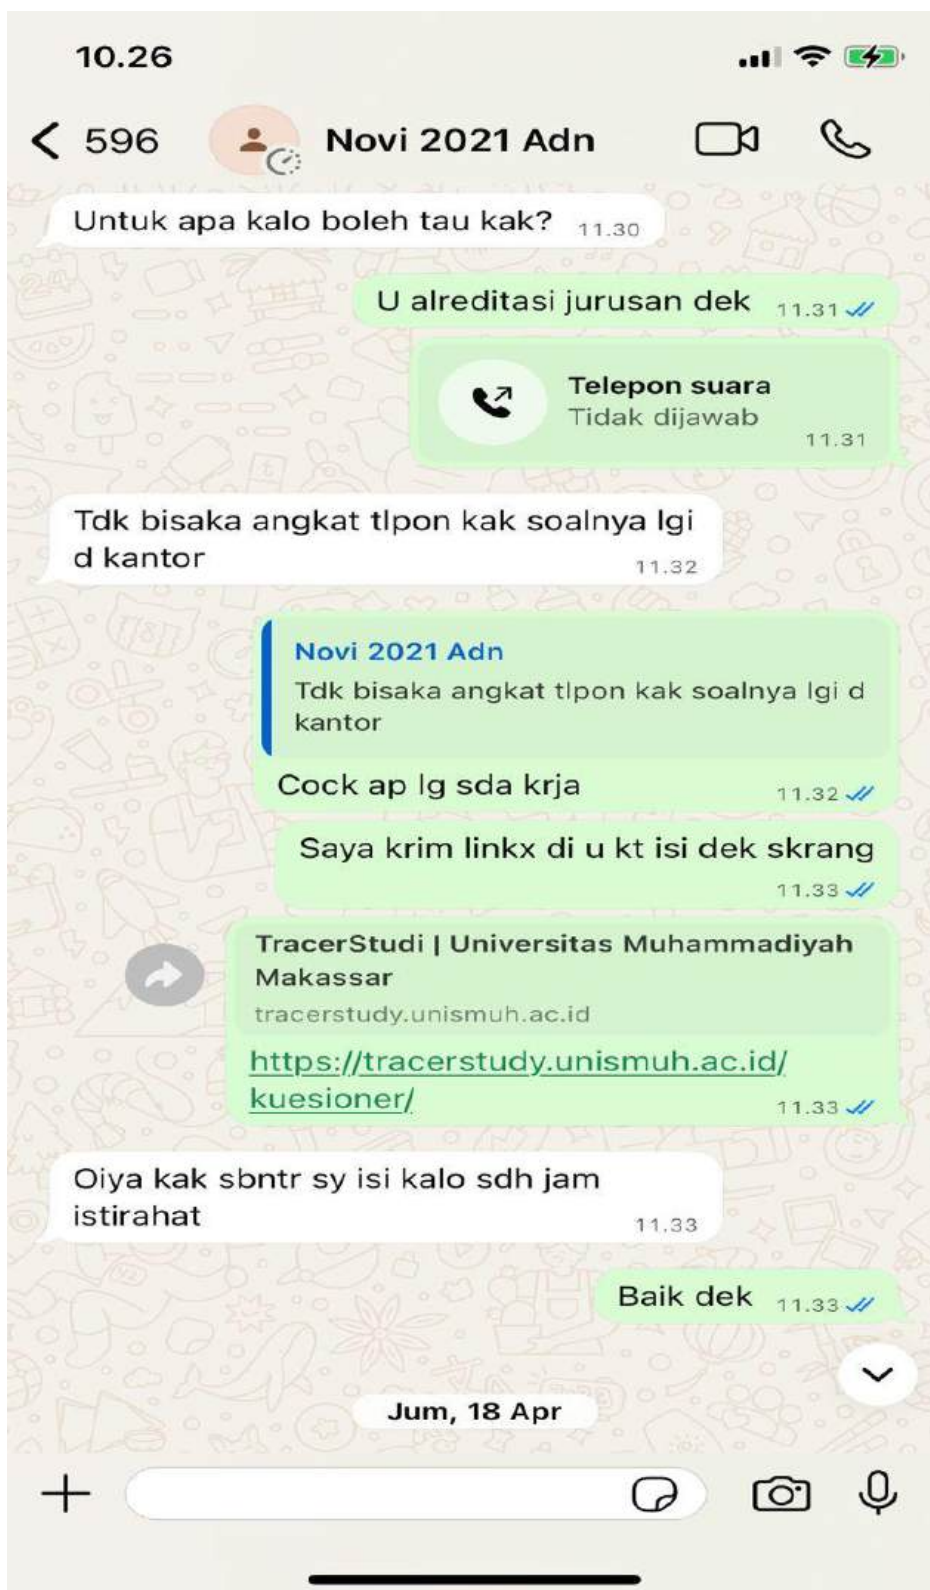 10.26
596
Novi 2021 Adn
Untuk apa kalo boleh tau kak? 11.30
U alreditasi jurusan dek 11.31
Telepon suara
Tidak dijawab
11.31
Tdk bisaka angkat tlpon kak soalnya lgi
d kantor 11.32
Novi 2021 Adn
Tdk bisaka angkat tlpon kak soalnya lgi d
kantor
Cock ap lg sda krja 11.32
Saya krim linkx di u kt isi dek skrang
11.33
TracerStudi | Universitas Muhammadiyah
Makassar
tracerstudy.unismuh.ac.id
https://tracerstudy.unismuh.ac.id/
kuesioner/ 11.33
Oiya kak sbntr sy isi kalo sdh jam
istirahat 11.33
Baik dek 11.33
Jum, 18 Apr